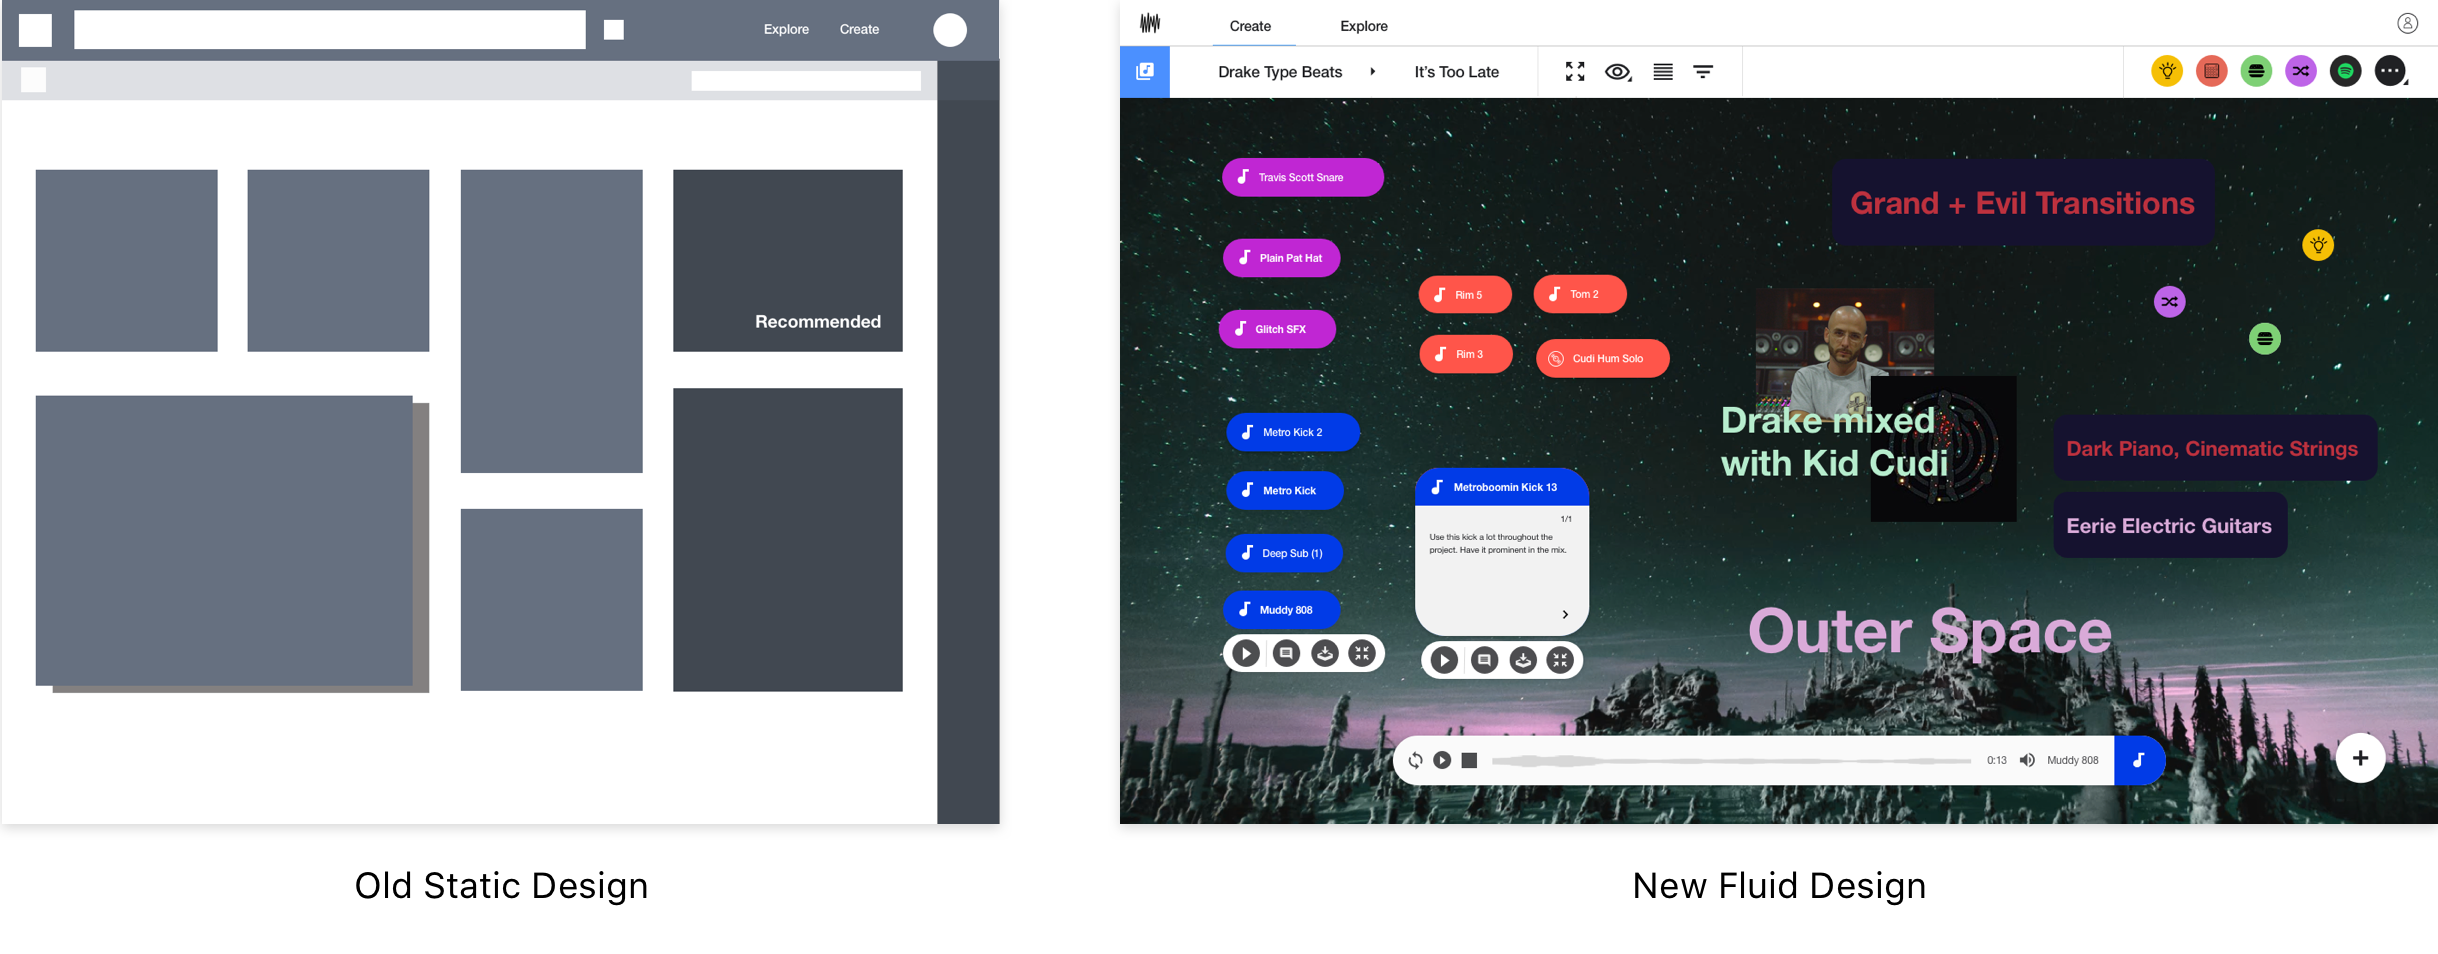 Explore
Create
Recommended
Old Static Design
Create
Explore
Drake Type Beats
It's Too Late
Travis Scott Snare
Plain Pat Hat
Glitch SFX
Rim 5
Tom 2
Rim 3
Cudi Hum Solo
Metro Kick 2
Metro Kick
Deep Sub (1)
Muddy 808
Metroboomin Kick 13
1/1
Use this kick a lot throughout the
project. Have it prominent in the mix.
Grand + Evil Transitions
Drake mixed
with Kid Cudi
Dark Piano, Cinematic Strings
Eerie Electric Guitars
Outer Space
0:13
Muddy 808
New Fluid Design